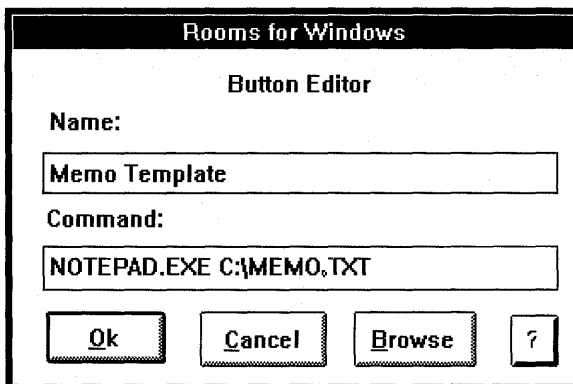 Rooms for Windows
Button Editor
Name:
Memo Template
Command:
NOTEPAD.EXE C:\MEMO.TXT
Ok Cancel Browse ?